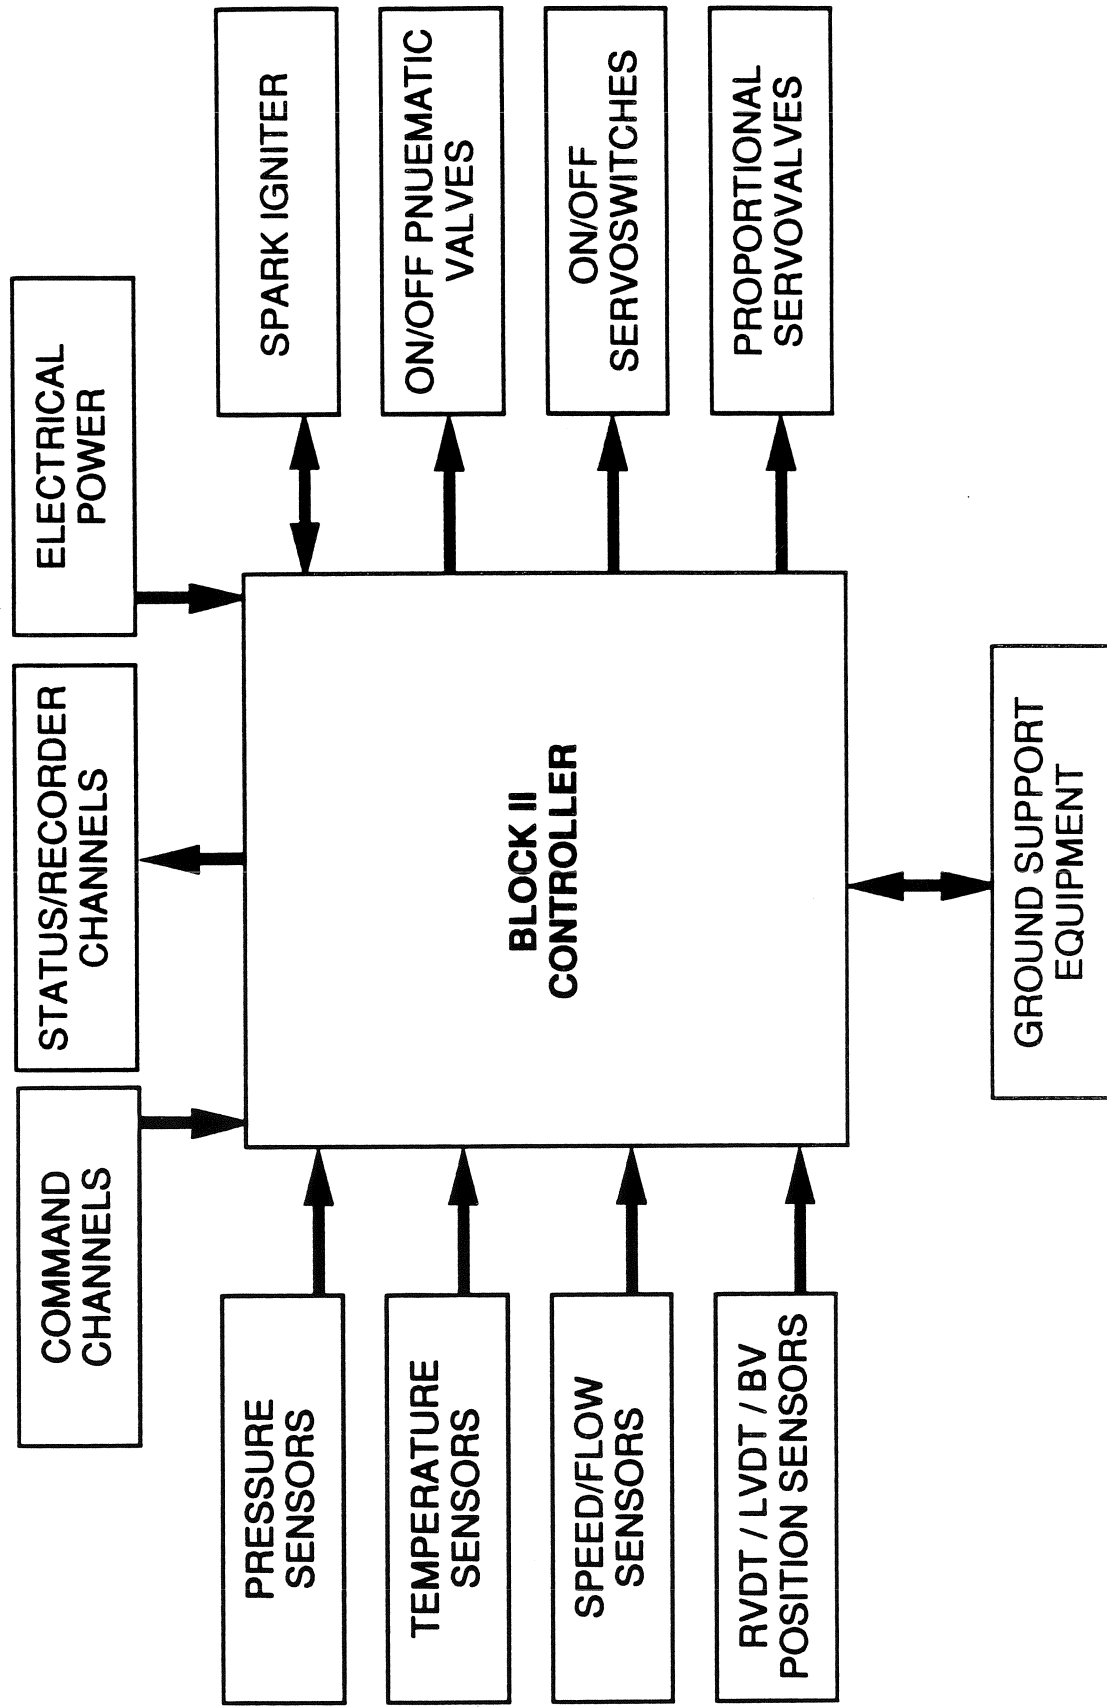 COMMAND
CHANNELS
STATUS/RECORDER
CHANNELS
ELECTRICAL
POWER
PRESSURE
SENSORS
TEMPERATURE
SENSORS
SPEED/FLOW
SENSORS
RVDT / LVDT / BV
POSITION SENSORS
BLOCK II
CONTROLLER
SPARK IGNITER
ON/OFF PNUEMATIC
VALVES
ON/OFF
SERVOSWITCHES
PROPORTIONAL
SERVOVALVES
GROUND SUPPORT
EQUIPMENT